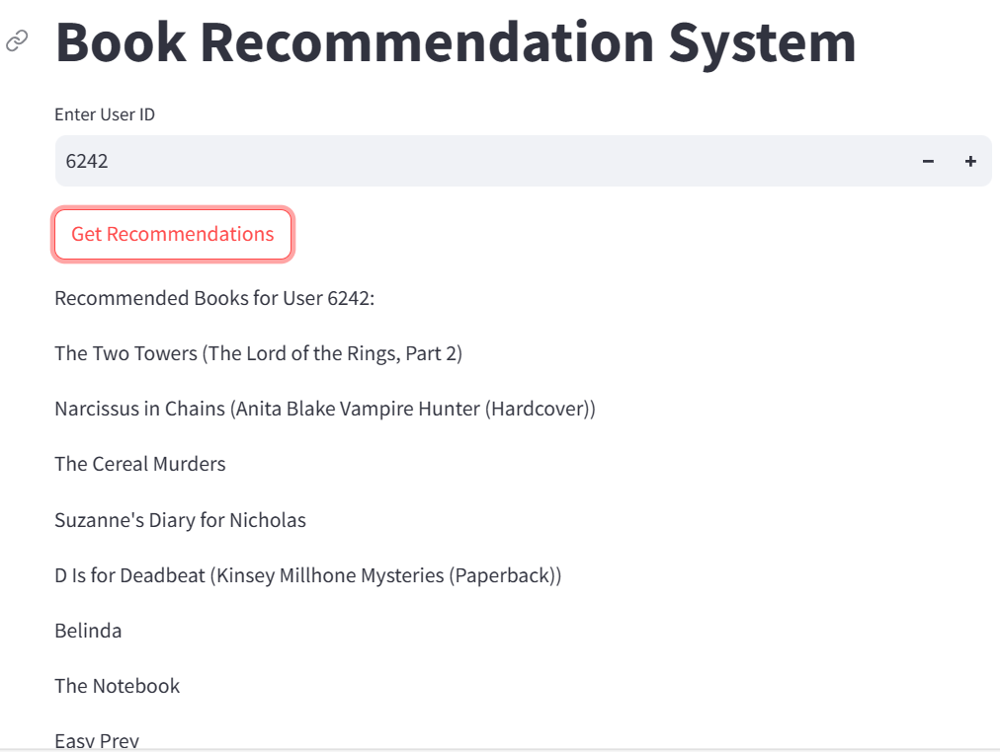 Book Recommendation System
Enter User ID
6242
Get Recommendations
Recommended Books for User 6242:
The Two Towers (The Lord of the Rings, Part 2)
Narcissus in Chains (Anita Blake Vampire Hunter (Hardcover))
The Cereal Murders
Suzanne's Diary for Nicholas
D Is for Deadbeat (Kinsey Millhone Mysteries (Paperback))
Belinda
The Notebook
Easy Prey